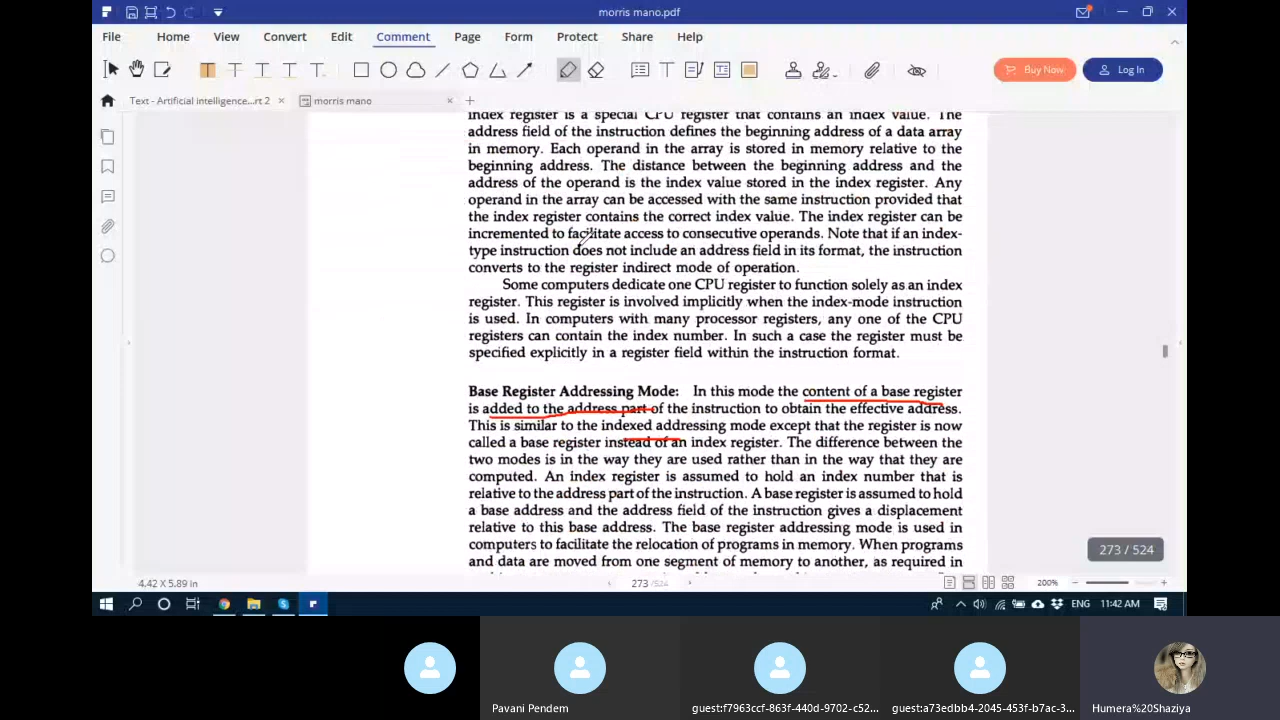 morris mano.pdf
File Home View Convert Edit Comment Page Form Protect Share Help
Buy Now Log In
Text - Artificial intelligence...rt 2 morris mano
index register is a special CPU register that contains an index value. The
address field of the instruction defines the beginning address of a data array
in memory. Each operand in the array is stored in memory relative to the
beginning address. The distance between the beginning address and the
address of the operand is the index value stored in the index register. Any
operand in the array can be accessed with the same instruction provided that
the index register contains the correct index value. The index register can be
incremented to facilitate access to consecutive operands. Note that if an index-
type instruction does not include an address field in its format, the instruction
converts to the register indirect mode of operation.
Some computers dedicate one CPU register to function solely as an index
register. This register is involved implicitly when the index-mode instruction
is used. In computers with many processor registers, any one of the CPU
registers can contain the index number. In such a case the register must be
specified explicitly in a register field within the instruction format.
Base Register Addressing Mode: In this mode the content of a base register
is added to the address part of the instruction to obtain the effective address.
This is similar to the indexed addressing mode except that the register is now
called a base register instead of an index register. The difference between the
two modes is in the way they are used rather than in the way that they are
computed. An index register is assumed to hold an index number that is
relative to the address part of the instruction. A base register is assumed to hold
a base address and the address field of the instruction gives a displacement
relative to this base address. The base register addressing mode is used in
computers to facilitate the relocation of programs in memory. When programs
and data are moved from one segment of memory to another, as required in
273 / 524
4.42 x 5.89 in 273 /524 200%
ENG 11:42 AM
Pavani Pendem guest:f7963ccf-863f-440d-9702-c52... guest:a73edbb4-2045-453f-b7ac-3... Humera%20Shaziya